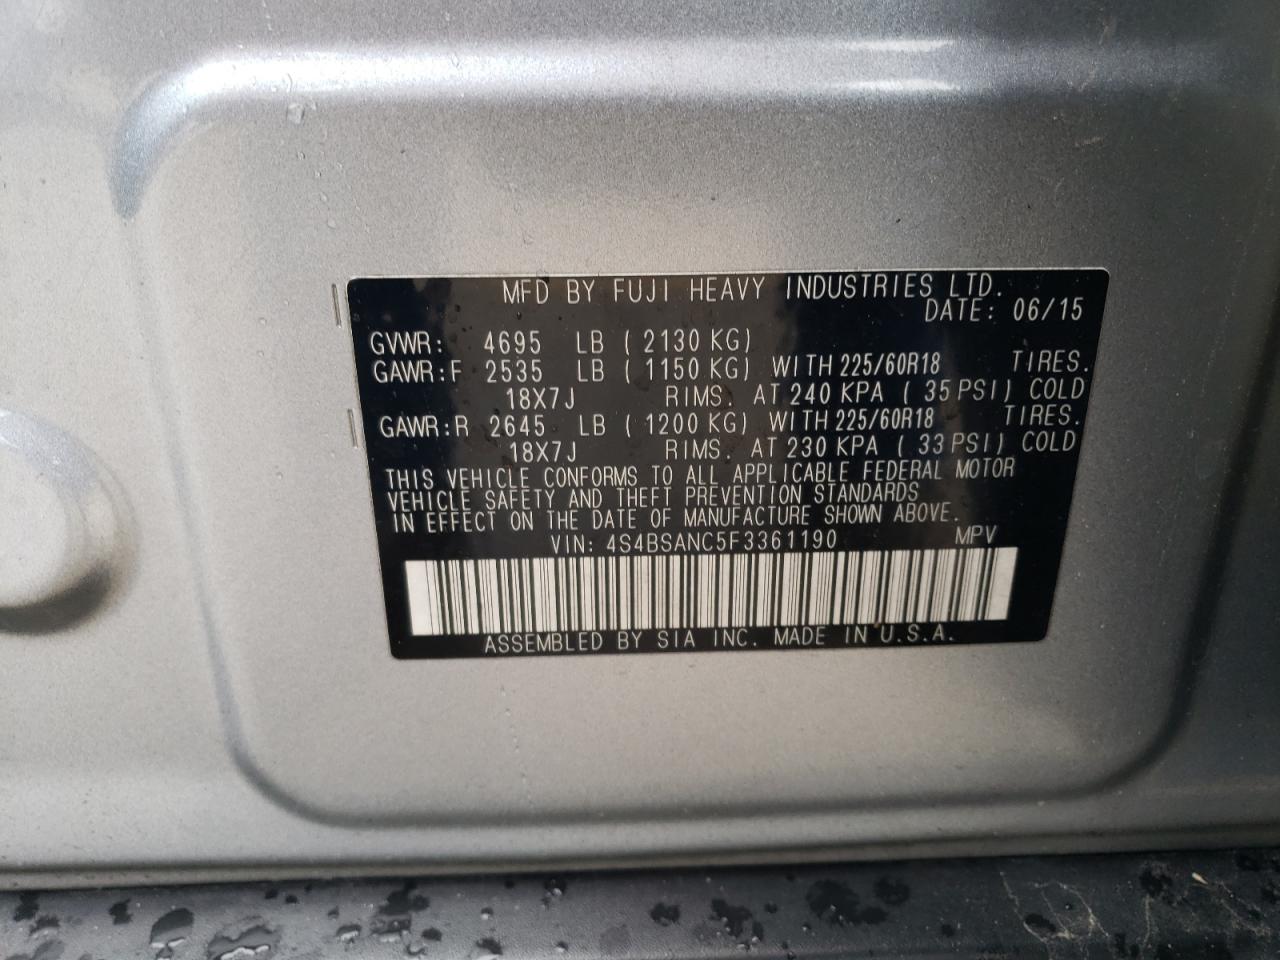 MFD BY FUJI HEAVY INDUSTRIES LTD.
DATE: 06/15
GVWR: 4695 LB ( 2130 KG)
GAWR:F 2535 LB ( 1150 KG) WITH 225/60R18 TIRES.
18X7J RIMS. AT 240 KPA ( 35 PSI) COLD
GAWR:R 2645 LB ( 1200 KG) WITH 225/60R18 TIRES.
18X7J RIMS. AT 230 KPA ( 33 PSI) COLD
THIS VEHICLE CONFORMS TO ALL APPLICABLE FEDERAL MOTOR
VEHICLE SAFETY AND THEFT PREVENTION STANDARDS
IN EFFECT ON THE DATE OF MANUFACTURE SHOWN ABOVE.
VIN: 4S4BSANC5F3361190 MPV
ASSEMBLED BY SIA INC. MADE IN U.S.A.